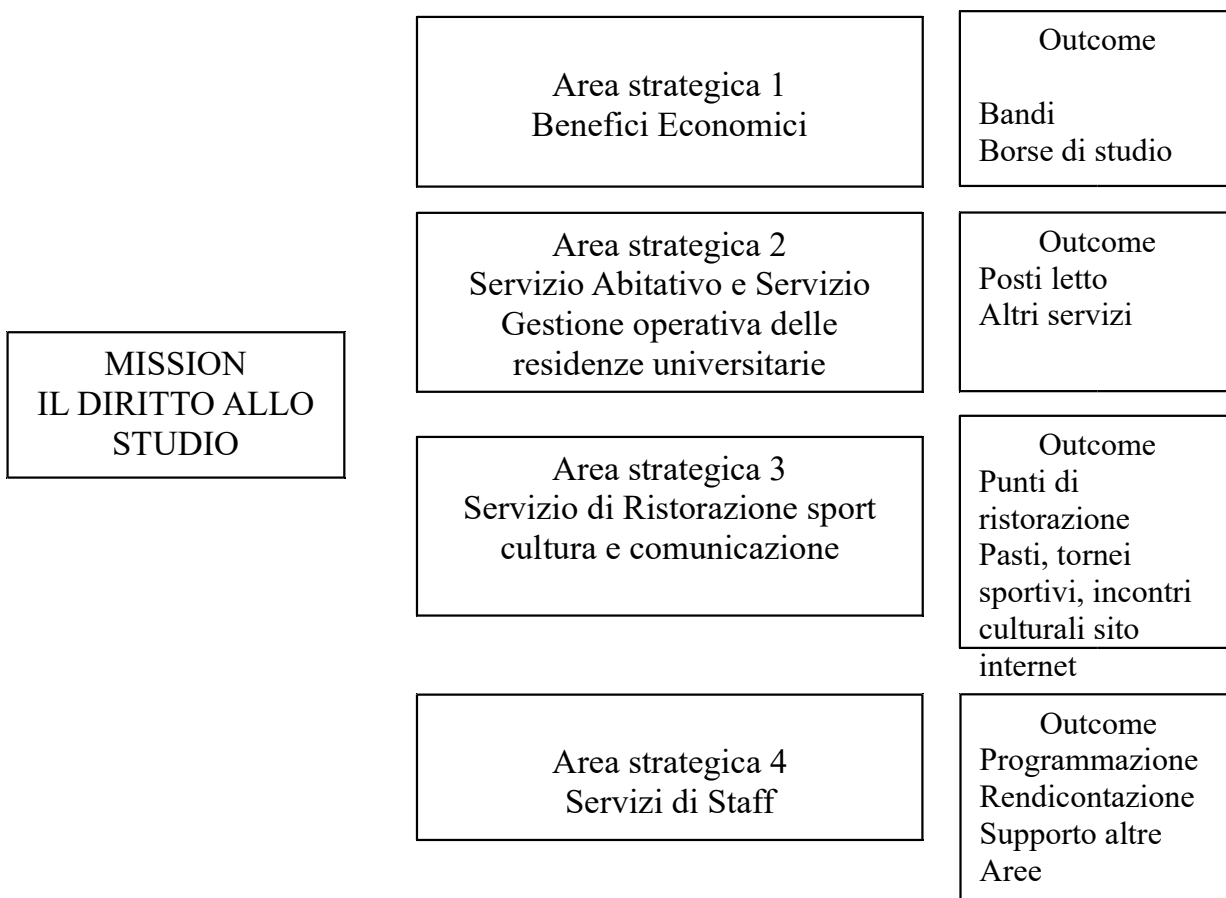 MISSION
IL DIRITTO ALLO
STUDIO
Area strategica 1
Benefici Economici
Outcome
Bandi
Borse di studio
Area strategica 2
Servizio Abitativo e Servizio
Gestione operativa delle
residenze universitarie
Outcome
Posti letto
Altri servizi
Area strategica 3
Servizio di Ristorazione sport
cultura e comunicazione
Outcome
Punti di
ristorazione
Pasti, tornei
sportivi, incontri
culturali sito
internet
Area strategica 4
Servizi di Staff
Outcome
Programmazione
Rendicontazione
Supporto altre
Aree